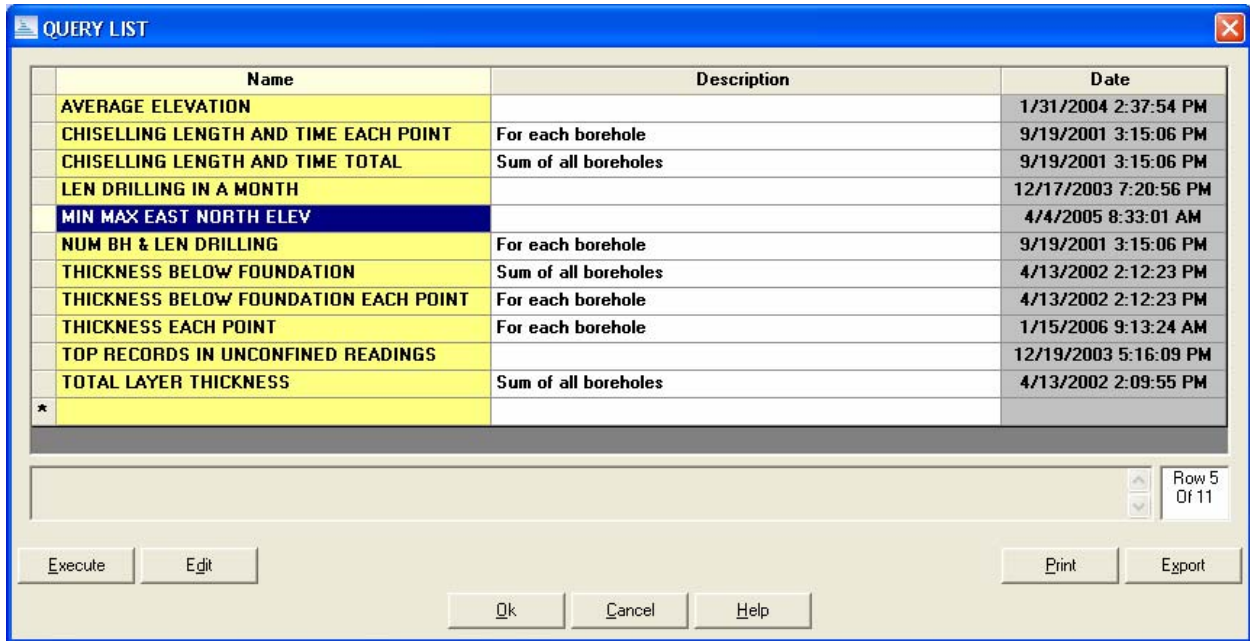 QUERY LIST
Name Description Date
AVERAGE ELEVATION 1/31/2004 2:37:54 PM
CHISELLING LENGTH AND TIME EACH POINT For each borehole 9/19/2001 3:15:06 PM
CHISELLING LENGTH AND TIME TOTAL Sum of all boreholes 9/19/2001 3:15:06 PM
LEN DRILLING IN A MONTH 12/17/2003 7:20:56 PM
MIN MAX EAST NORTH ELEV 4/4/2005 8:33:01 AM
NUM BH & LEN DRILLING For each borehole 9/19/2001 3:15:06 PM
THICKNESS BELOW FOUNDATION Sum of all boreholes 4/13/2002 2:12:23 PM
THICKNESS BELOW FOUNDATION EACH POINT For each borehole 4/13/2002 2:12:23 PM
THICKNESS EACH POINT For each borehole 1/15/2006 9:13:24 AM
TOP RECORDS IN UNCONFINED READINGS 12/19/2003 5:16:09 PM
TOTAL LAYER THICKNESS Sum of all boreholes 4/13/2002 2:09:55 PM
*
Row 5
Of 11
Execute Edit Print Export
Ok Cancel Help